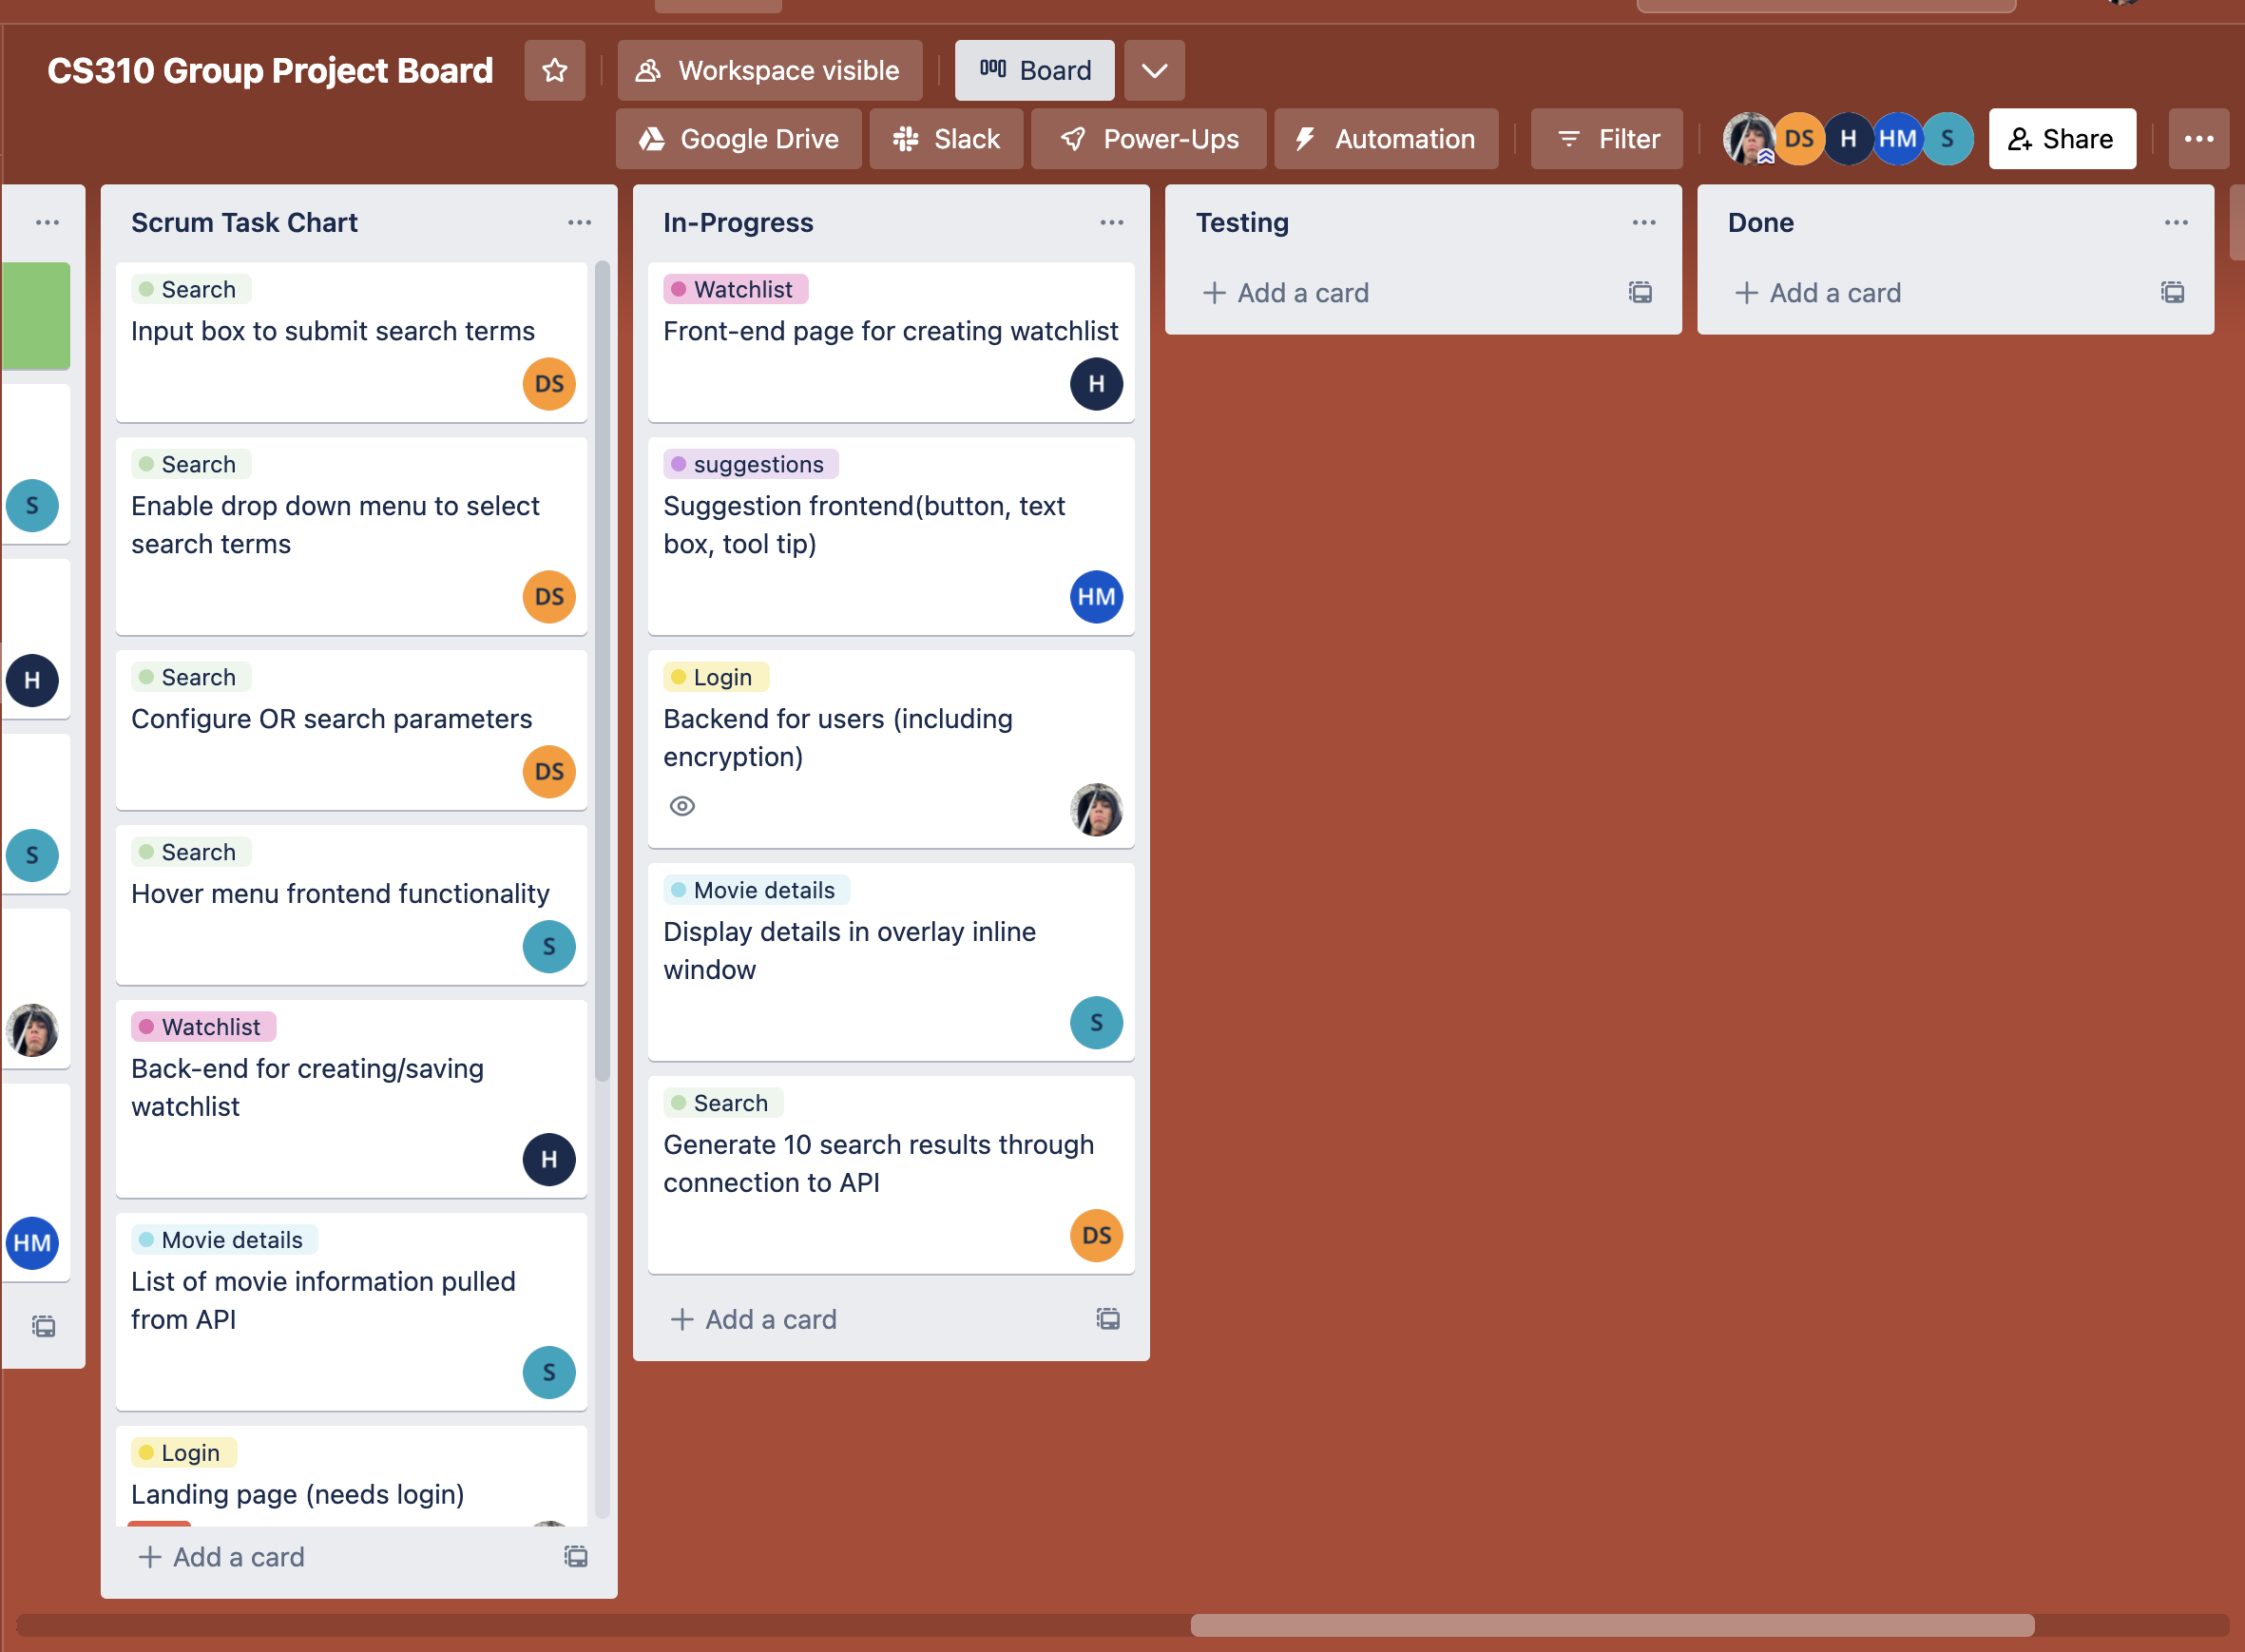 CS310 Group Project Board
Workspace visible
Board
Google Drive
Slack
Power-Ups
Automation
Filter
DS
H
HM
S
Share
S
H
S
HM
Scrum Task Chart
Search
Input box to submit search terms
DS
Search
Enable drop down menu to select
search terms
DS
Search
Configure OR search parameters
DS
Search
Hover menu frontend functionality
S
Watchlist
Back-end for creating/saving
watchlist
H
Movie details
List of movie information pulled
from API
S
Login
Landing page (needs login)
+ Add a card
In-Progress
Watchlist
Front-end page for creating watchlist
H
suggestions
Suggestion frontend(button, text
box, tool tip)
HM
Login
Backend for users (including
encryption)
Movie details
Display details in overlay inline
window
S
Search
Generate 10 search results through
connection to API
DS
+ Add a card
Testing
+ Add a card
Done
+ Add a card